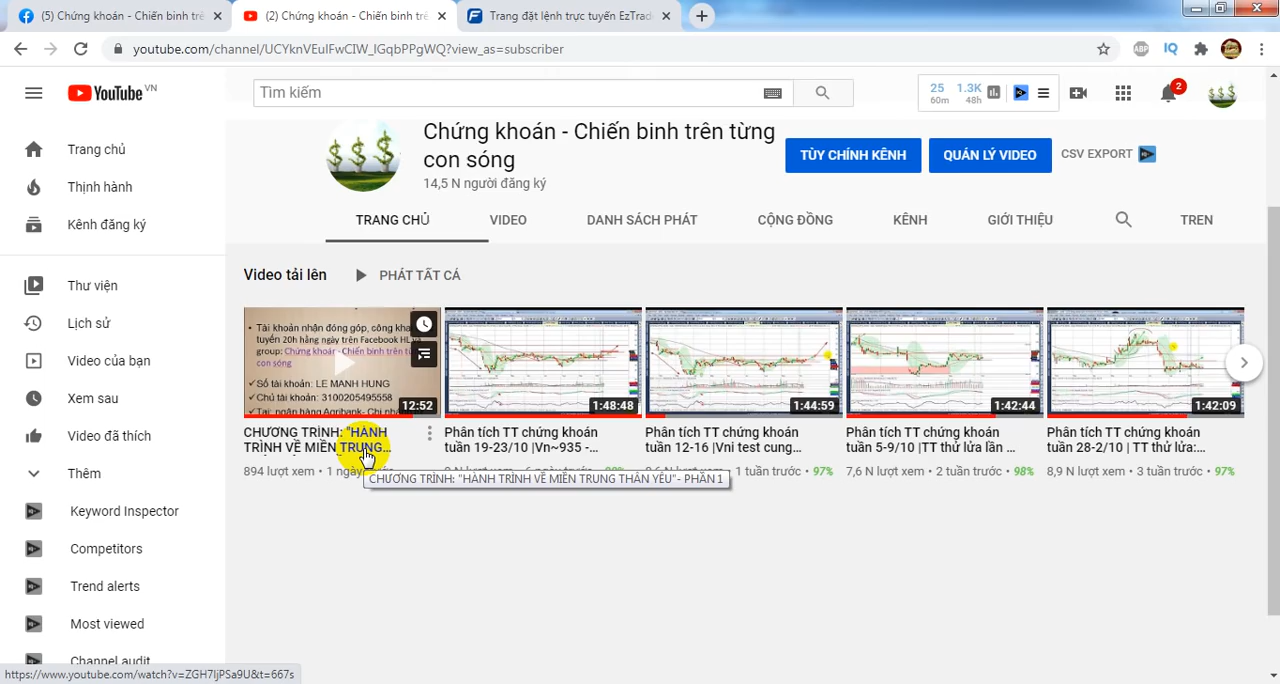 (5) Chứng khoán - Chiến binh trê
(2) Chứng khoán - Chiến binh trê
Trang đặt lệnh trực tuyến EzTrad
youtube.com/channel/UCYknVEuIFwCIW_lGqbPPgWQ?view_as=subscriber
ABP
IQ
YouTube VN
Tìm kiếm
25 60m
1.3K 48h
2
Chứng khoán - Chiến binh trên từng
con sóng
14,5 N người đăng ký
TÙY CHỈNH KÊNH
QUẢN LÝ VIDEO
CSV EXPORT
TRANG CHỦ
VIDEO
DANH SÁCH PHÁT
CỘNG ĐỒNG
KÊNH
GIỚI THIỆU
TREN
Trang chủ
Thịnh hành
Kênh đăng ký
Thư viện
Lịch sử
Video của bạn
Xem sau
Video đã thích
Thêm
Keyword Inspector
Competitors
Trend alerts
Most viewed
Channel audit
Video tải lên
PHÁT TẤT CẢ
Tài khoản nhận đóng góp, công kha
tuyến 20h hằng ngày trên Facebook HL và
group: Chứng khoán - Chiến binh trên từ
con sóng
Số tài khoản: LE MANH HUNG
Chủ tài khoản: 3100205495558
Tại: ngân hàng Agribank- Chi nhá
12:52
CHƯƠNG TRÌNH: "HÀNH
TRÌNH VỀ MIỀN TRUNG...
894 lượt xem • 1 ngày trước
CHƯƠNG TRÌNH: "HÀNH TRÌNH VỀ MIỀN TRUNG THÂN YÊU"- PHẦN 1
1:48:48
Phân tích TT chứng khoán
tuần 19-23/10 |Vn~935 -...
1:44:59
Phân tích TT chứng khoán
tuần 12-16 |Vni test cung...
1 tuần trước • 97%
1:42:44
Phân tích TT chứng khoán
tuần 5-9/10 |TT thử lửa lần ...
7,6 N lượt xem • 2 tuần trước • 98%
1:42:09
Phân tích TT chứng khoán
tuần 28-2/10 | TT thử lửa:...
8,9 N lượt xem • 3 tuần trước • 97%
https://www.youtube.com/watch?v=ZGH7IjPSa9U&t=667s